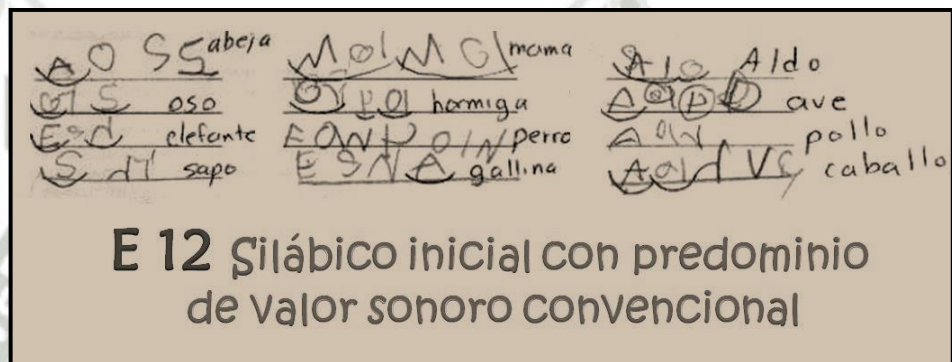 A O S S abeja M O I M O I mama A l o Aldo
O I S oso hormiga ave
E S d elefante E O N P O I N perro A O N pollo
S d I sapo E S N A gallina A O I d V S caballo
E 12 Silábico inicial con predominio
de valor sonoro convencional